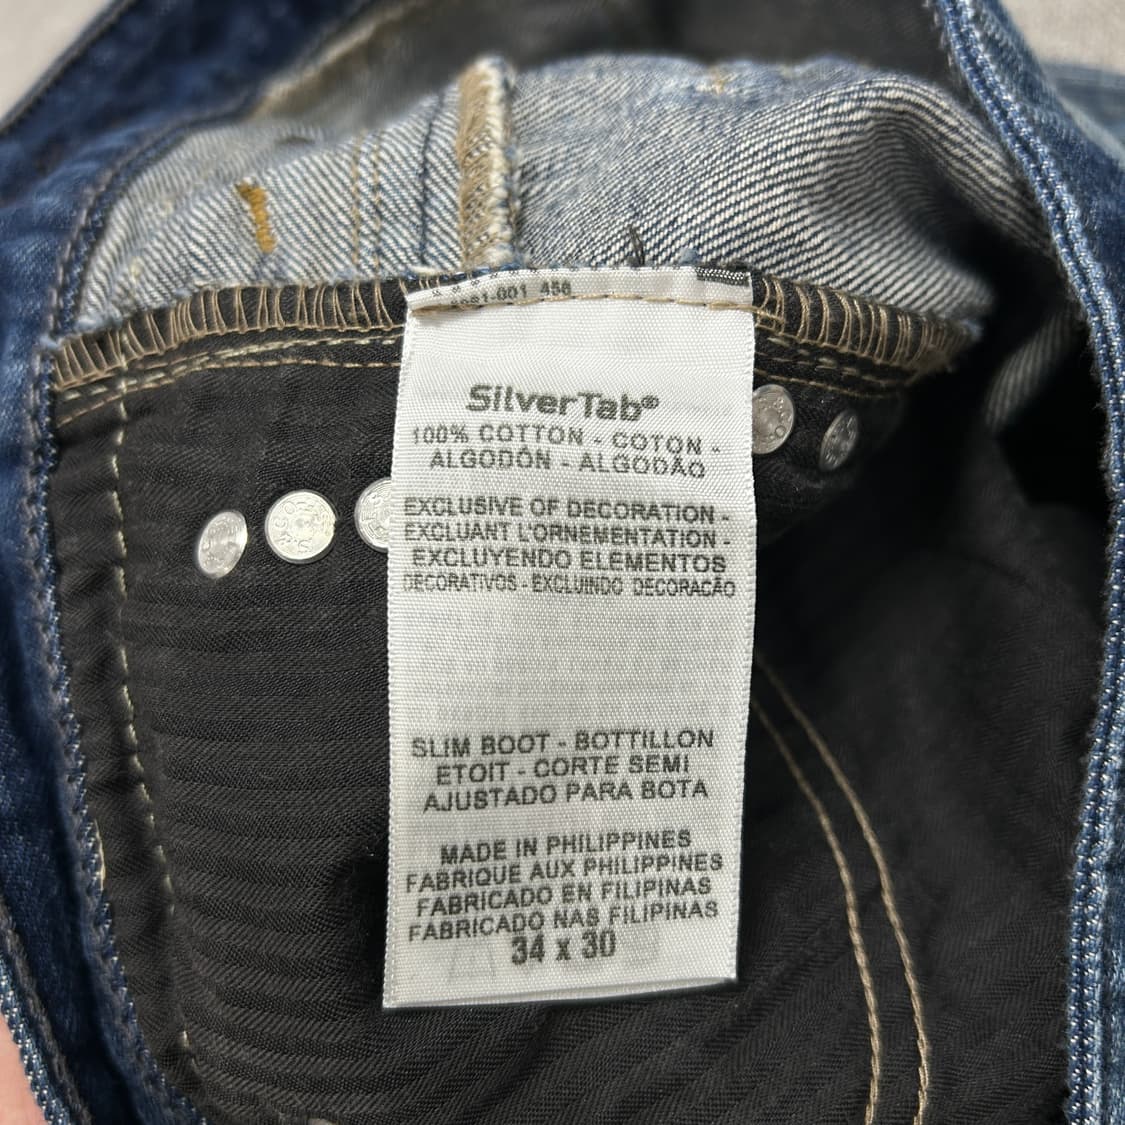 SilverTab®
100% COTTON - COTON -
ALGODÓN - ALGODÃO
EXCLUSIVE OF DECORATION -
EXCLUANT L'ORNEMENTATION -
EXCLUYENDO ELEMENTOS
DECORATIVOS - EXCLUINDO DECORACÃO
SLIM BOOT - BOTTILLON
ETOIT - CORTE SEMI
AJUSTADO PARA BOTA
MADE IN PHILIPPINES
FABRIQUE AUX PHILIPPINES
FABRICADO EN FILIPINAS
FABRICADO NAS FILIPINAS
34 x 30